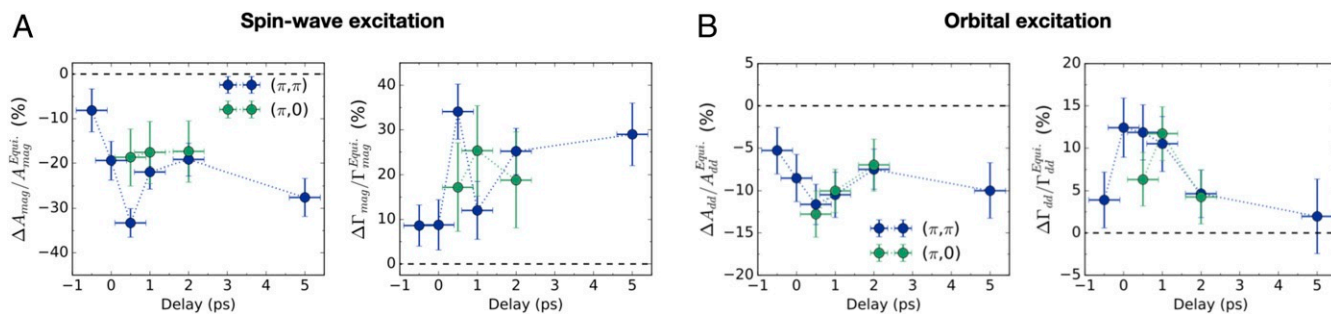 A
Spin-wave excitation
ΔA_mag/A_mag^Equi. (%)
0
−10
−20
−30
−40
(π,π)
(π,0)
−1 0 1 2 3 4 5
Delay (ps)
ΔΓ_mag/Γ_mag^Equi. (%)
40
30
20
10
0
−1 0 1 2 3 4 5
Delay (ps)
B
Orbital excitation
ΔA_dd/A_dd^Equi. (%)
5
0
−5
−10
−15
−20
(π,π)
(π,0)
−1 0 1 2 3 4 5
Delay (ps)
ΔΓ_dd/Γ_dd^Equi. (%)
20
15
10
5
0
−5
−1 0 1 2 3 4 5
Delay (ps)